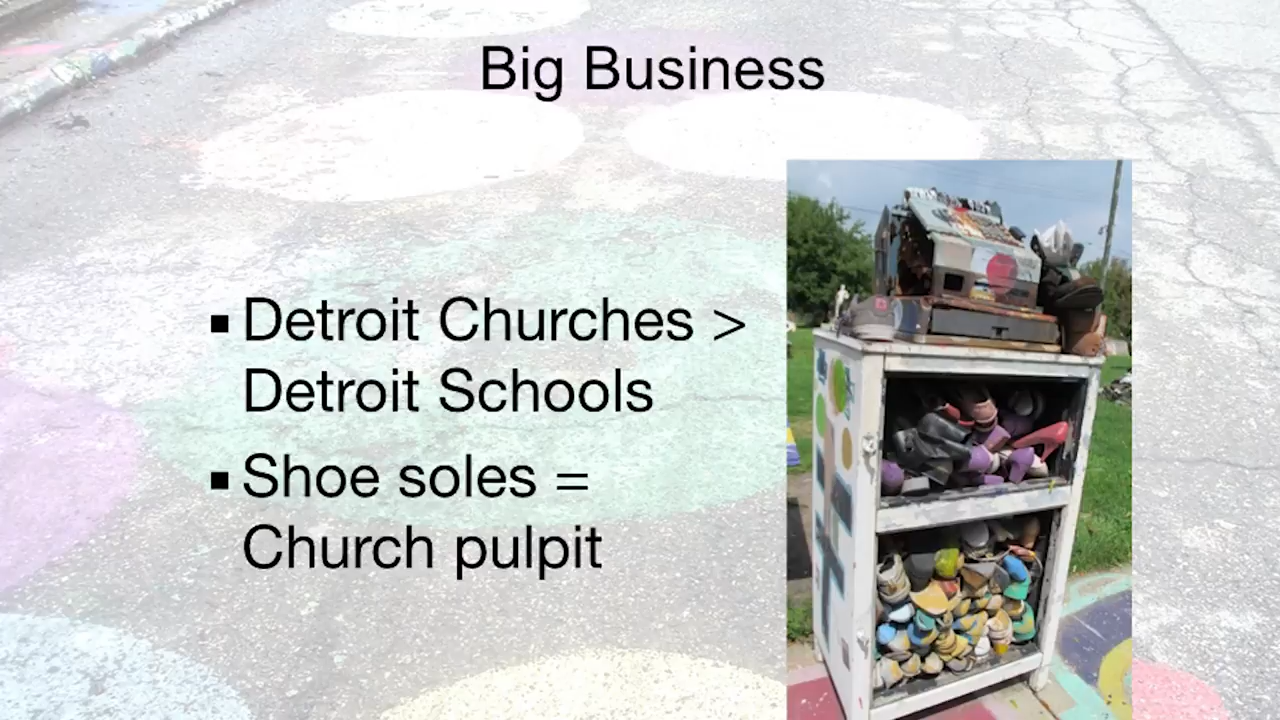 Big Business
▪ Detroit Churches >
Detroit Schools
▪ Shoe soles =
Church pulpit